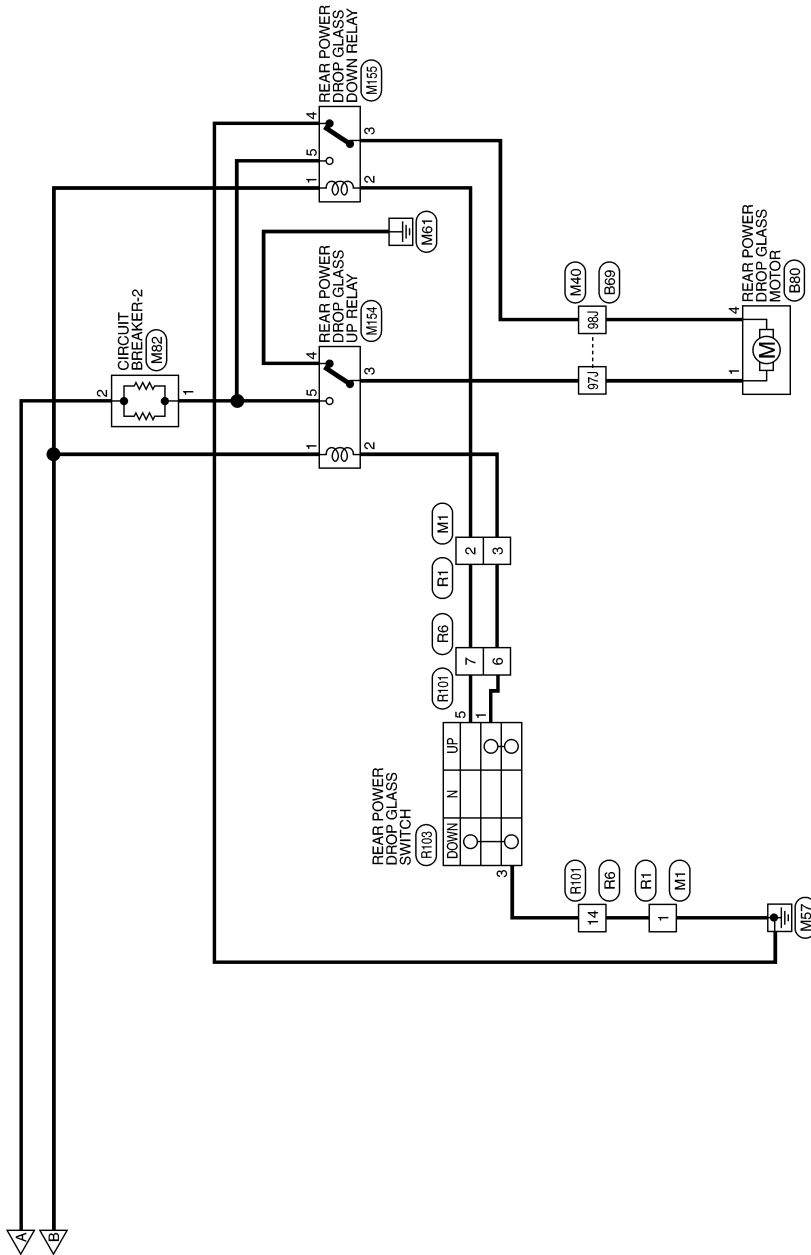 A
B
2
CIRCUIT
BREAKER-2
M82
1
1
5
4
REAR POWER
DROP GLASS
DOWN RELAY
M155
2
3
M61
1
5
4
REAR POWER
DROP GLASS
UP RELAY
M154
2
3
M40
B69
97J
98J
1
4
REAR POWER
DROP GLASS
MOTOR
B80
M
R1
M1
2
3
R101
R6
7
6
REAR POWER
DROP GLASS
SWITCH
R103
DOWN
N
UP
5
1
3
R101
R6
14
R1
M1
1
M57